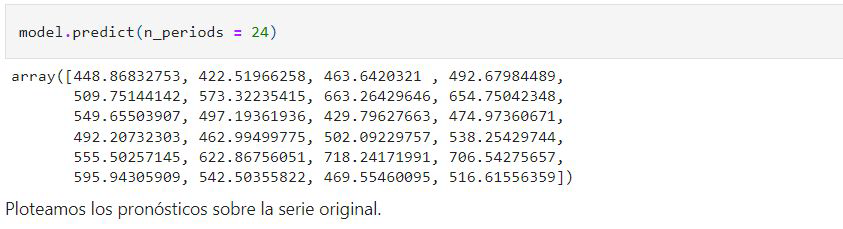 model.predict(n_periods = 24)
array([448.86832753, 422.51966258, 463.6420321 , 492.67984489,
509.75144142, 573.32235415, 663.26429646, 654.75042348,
549.65503907, 497.19361936, 429.79627663, 474.97360671,
492.20732303, 462.99499775, 502.09229757, 538.25429744,
555.50257145, 622.86756051, 718.24171991, 706.54275657,
595.94305909, 542.50355822, 469.55460095, 516.61556359])
Ploteamos los pronósticos sobre la serie original.